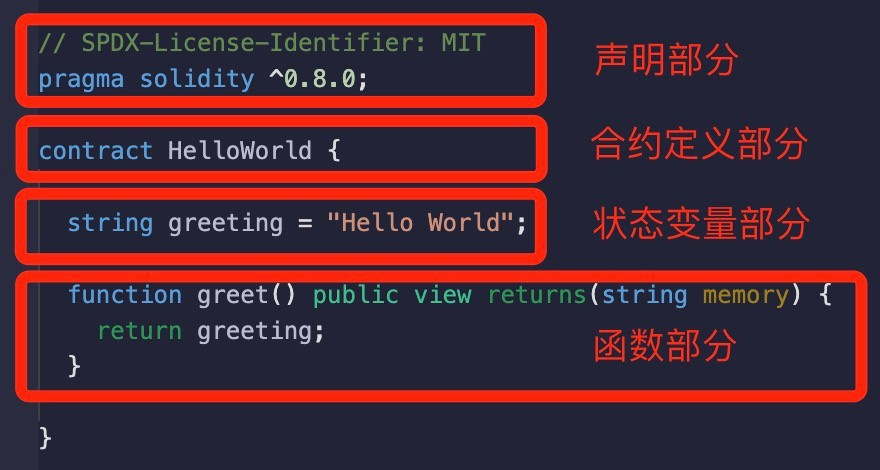 // SPDX-License-Identifier: MIT
pragma solidity ^0.8.0;
声明部分
contract HelloWorld {
合约定义部分
string greeting = "Hello World";
状态变量部分
function greet() public view returns(string memory) {
return greeting;
函数部分
}
}